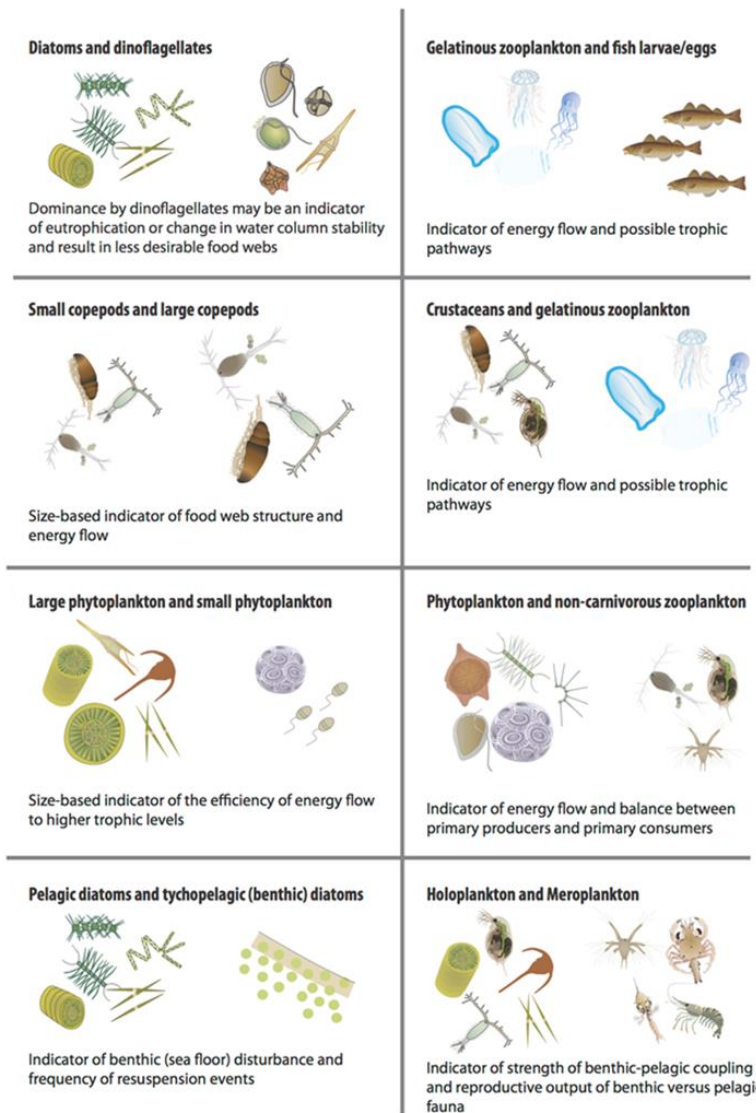 Diatoms and dinoflagellates
Dominance by dinoflagellates may be an indicator
of eutrophication or change in water column stability
and result in less desirable food webs
Gelatinous zooplankton and fish larvae/eggs
Indicator of energy flow and possible trophic
pathways
Small copepods and large copepods
Size-based indicator of food web structure and
energy flow
Crustaceans and gelatinous zooplankton
Indicator of energy flow and possible trophic
pathways
Large phytoplankton and small phytoplankton
Size-based indicator of the efficiency of energy flow
to higher trophic levels
Phytoplankton and non-carnivorous zooplankton
Indicator of energy flow and balance between
primary producers and primary consumers
Pelagic diatoms and tychopelagic (benthic) diatoms
Indicator of benthic (sea floor) disturbance and
frequency of resuspension events
Holoplankton and Meroplankton
Indicator of strength of benthic-pelagic coupling
and reproductive output of benthic versus pelagic
fauna